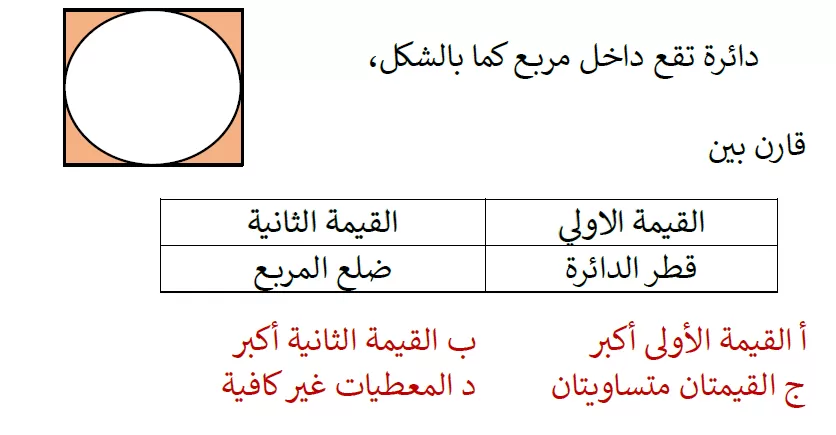 دائرة تقع داخل مربع كما بالشكل،
قارن بين
القيمة الاولي القيمة الثانية
قطر الدائرة ضلع المربع
أ القيمة الأولى أكبر ب القيمة الثانية أكبر
ج القيمتان متساويتان د المعطيات غير كافية